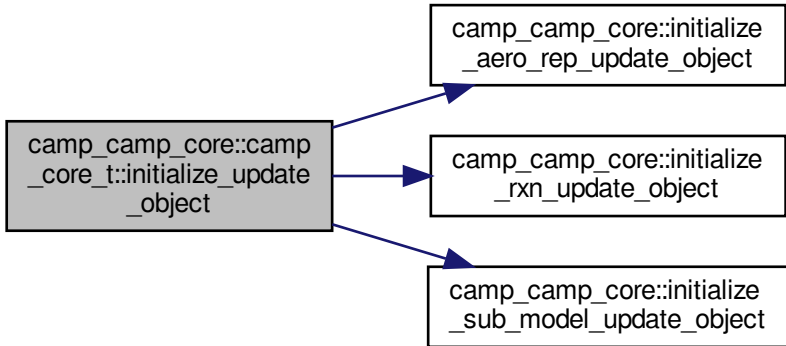 camp_camp_core::camp
_core_t::initialize_update
_object
camp_camp_core::initialize
_aero_rep_update_object
camp_camp_core::initialize
_rxn_update_object
camp_camp_core::initialize
_sub_model_update_object